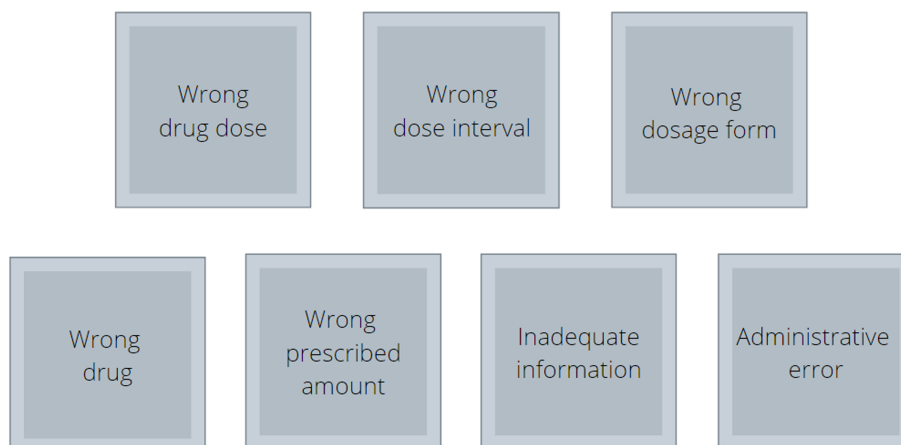 Wrong
drug dose
Wrong
dose interval
Wrong
dosage form
Wrong
drug
Wrong
prescribed
amount
Inadequate
information
Administrative
error